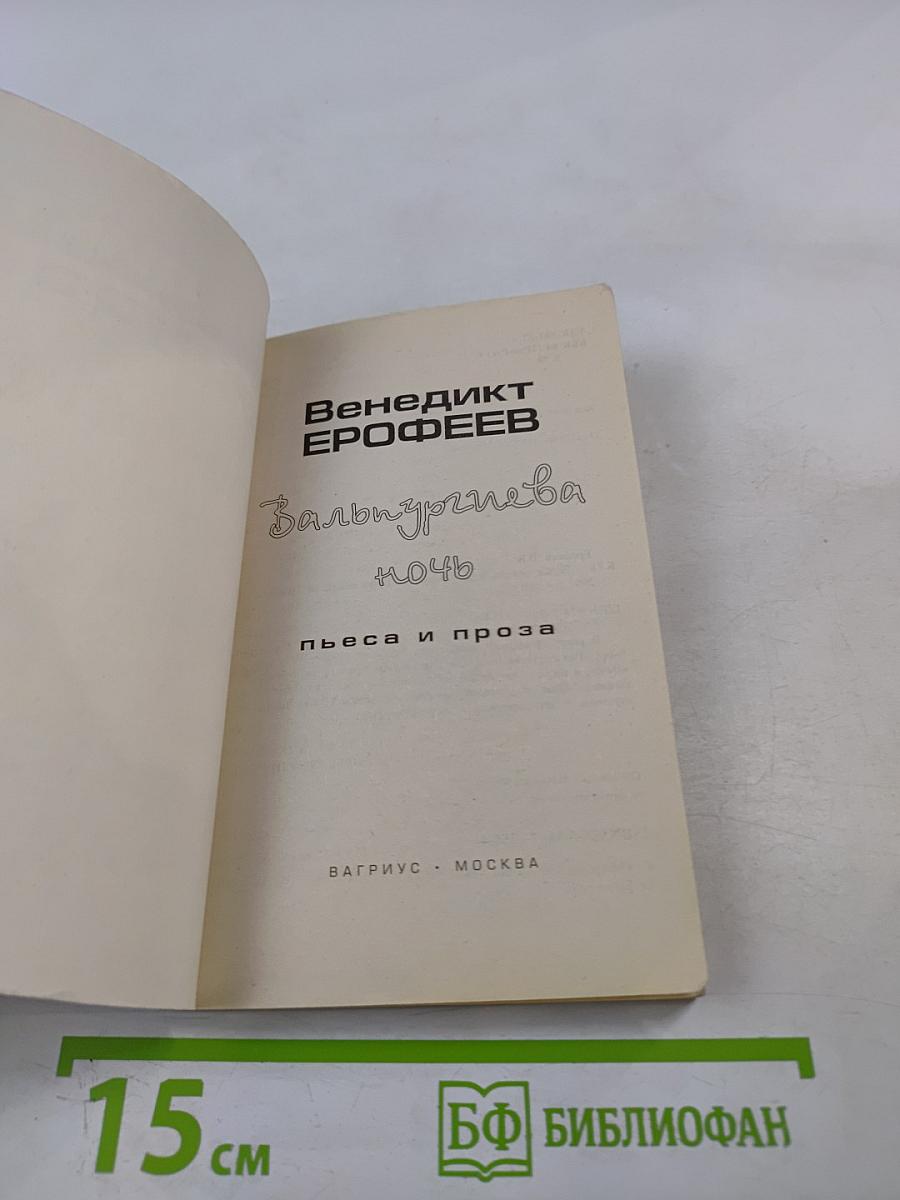 Венедикт
ЕРОФЕЕВ
Вальпургиева
ночь
пьеса и проза
ВАГРИУС • МОСКВА
15 см
БФ БИБЛИОФАН